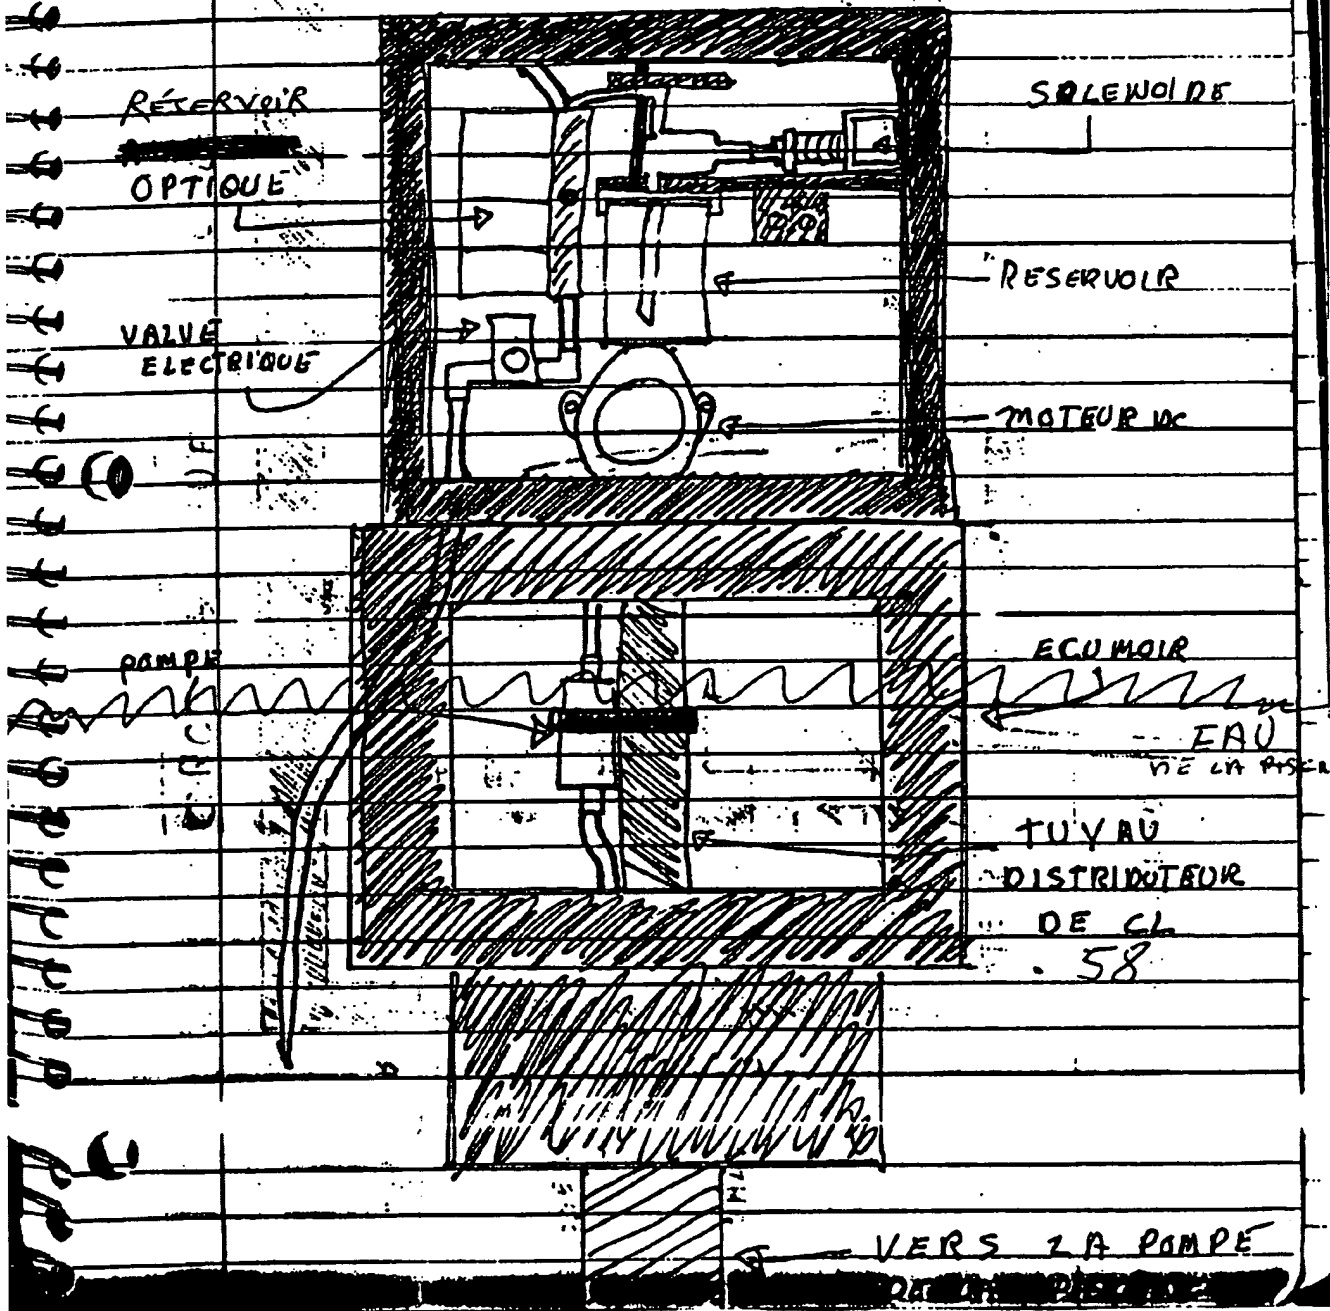 RÉSERVOIR
OPTIQUE
SOLENOIDE
RESERVOIR
VALVE
ELECTRIQUE
MOTEUR DC
POMPE
ECUMOIR
EAU
DE LA
TUYAU
DISTRIBUTEUR
DE CL
58
VERS LA POMPE